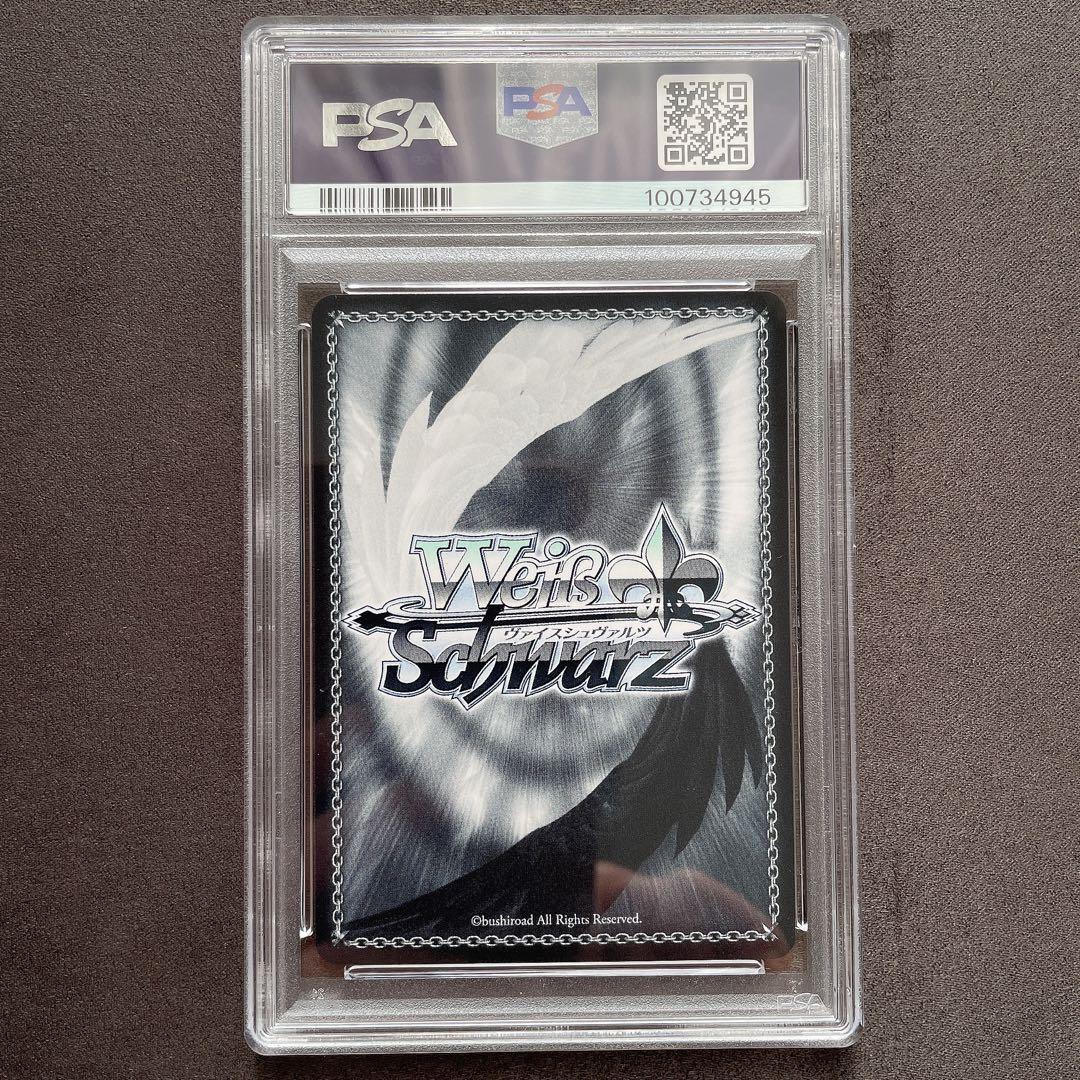 PSA
PSA
100734945
Weiß
ヴァイスシュヴァルツ
Schwarz
©bushiroad All Rights Reserved.
PSA